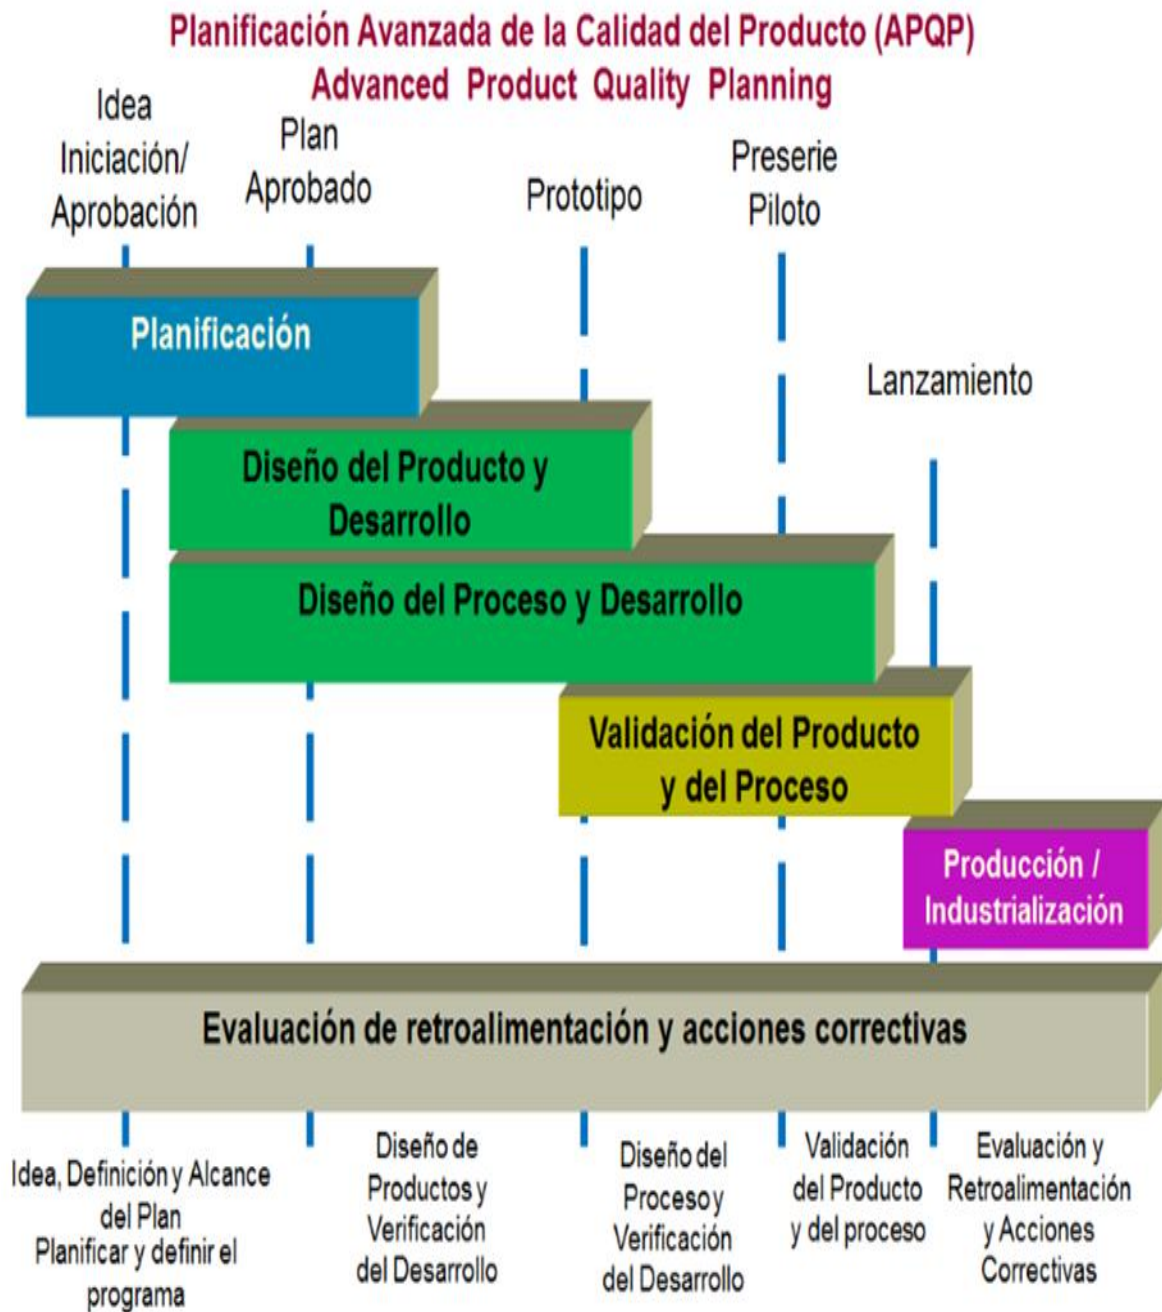 Planificación Avanzada de la Calidad del Producto (APQP)
Advanced Product Quality Planning
Idea
Iniciación/
Aprobación
Plan
Aprobado
Prototipo
Preserie
Piloto
Lanzamiento
Planificación
Diseño del Producto y
Desarrollo
Diseño del Proceso y Desarrollo
Validación del Producto
y del Proceso
Producción /
Industrialización
Evaluación de retroalimentación y acciones correctivas
Idea, Definición y Alcance
del Plan
Planificar y definir el
programa
Diseño de
Productos y
Verificación
del Desarrollo
Diseño del
Proceso y
Verificación
del Desarrollo
Validación
del Producto
y del proceso
Evaluación y
Retroalimentación
y Acciones
Correctivas